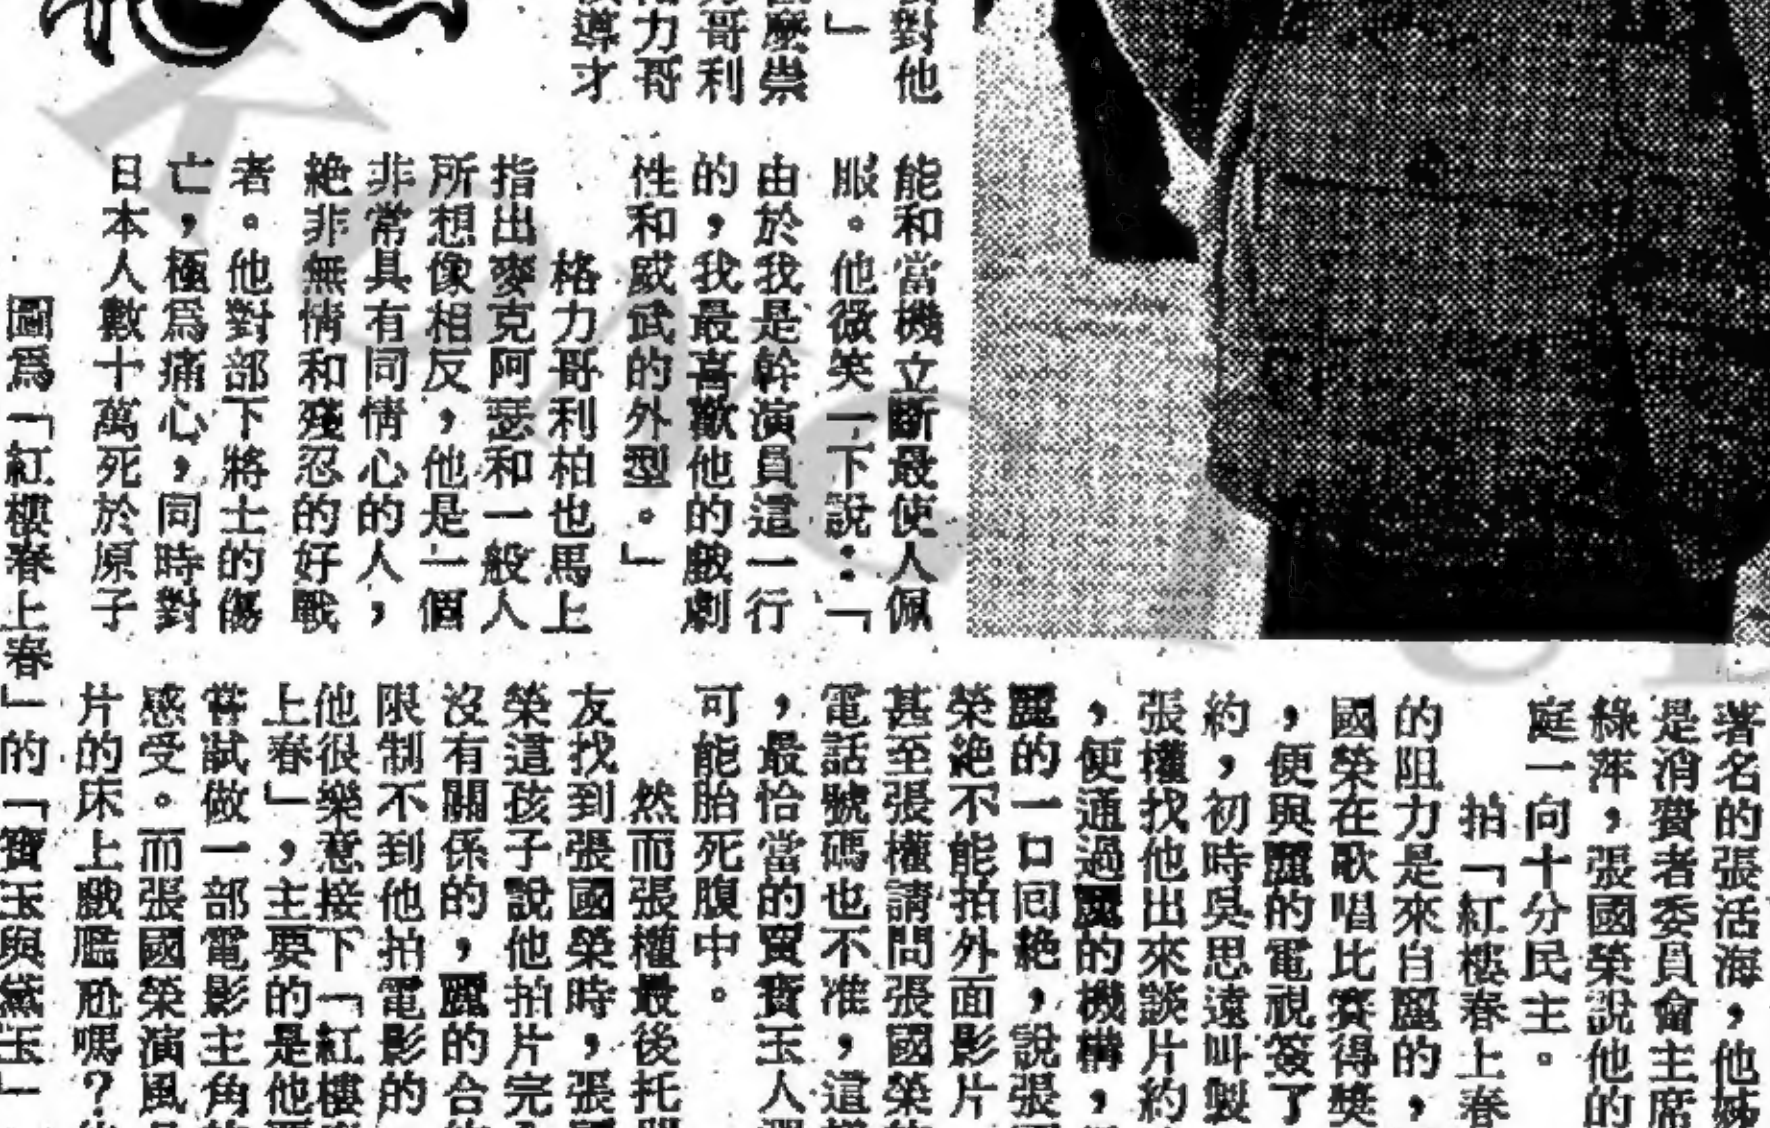 對他
」
麼崇
哥利
力哥
導才
能和當機立斷最使人佩
服。他微笑一下說：「
由於我是幹演員這一行
的，我最喜歡他的戲劇
性和威武的外型。」
格力哥利柏也馬上
指出麥克阿瑟和一般人
所想像相反，他是一個
非常具有同情心的人，
絕非無情和殘忍的好戰
者。他對部下將士的傷
亡，極爲痛心，同時對
日本人數十萬死於原子
著名的張活海，他姊
是消費者委員會主席
綠萍，張國榮說他的
庭一向十分民主。
拍「紅樓春上春
的阻力是來自麗的，
國榮在歌唱比賽得獎
，便與麗的電視簽了
約，初時吳思遠叫製
張權找他出來談片約
，便通過麗的機構，
麗的一口回絕，說張
榮絕不能拍外面影片
甚至張權請問張國榮
電話號碼也不准，這
，最恰當的賈寶玉人
可能胎死腹中。
然而張權最後托
友找到張國榮時，張
榮這孩子說他拍片完
沒有關係的，麗的合
限制不到他拍電影的
他很樂意接下「紅樓
上春」，主要的是他
嘗試做一部電影主角
感受。而張國榮演風
片的床上戲尷尬嗎？
圖爲「紅樓春上春」的「寶玉與黛玉」